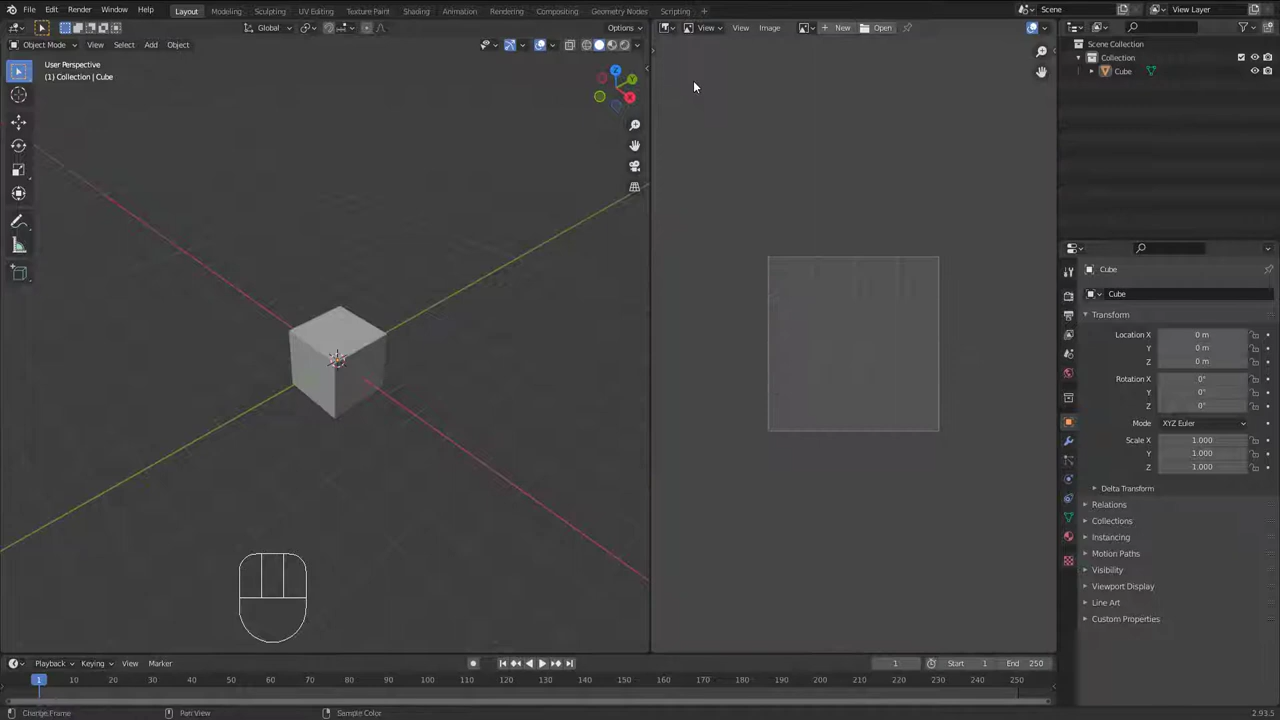 File Edit Render Window Help Layout Modeling Sculpting UV Editing Texture Paint Shading Animation Rendering Compositing Geometry Nodes Scripting Scene View Layer
Global Options View View Image New Open
Object Mode View Select Add Object
User Perspective
(1) Collection | Cube
Z
Y
X
Scene Collection
Collection
Cube
Cube
Cube
Transform
Location X 0 m
Y 0 m
Z 0 m
Rotation X 0°
Y 0°
Z 0°
Mode XYZ Euler
Scale X 1.000
Y 1.000
Z 1.000
Delta Transform
Relations
Collections
Instancing
Motion Paths
Visibility
Viewport Display
Line Art
Custom Properties
Playback Keying View Marker 1 Start 1 End 250
1 10 20 30 40 50 60 70 80 90 100 110 120 130 140 150 160 170 180 190 200 210 220 230 240 250
Change Frame Pan View Sample Color 2.93.5